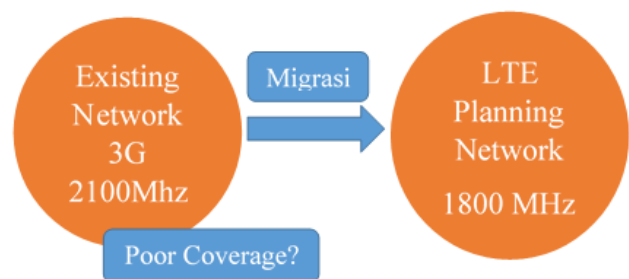 Existing
Network
3G
2100Mhz
Poor Coverage?
Migrasi
LTE
Planning
Network
1800 MHz